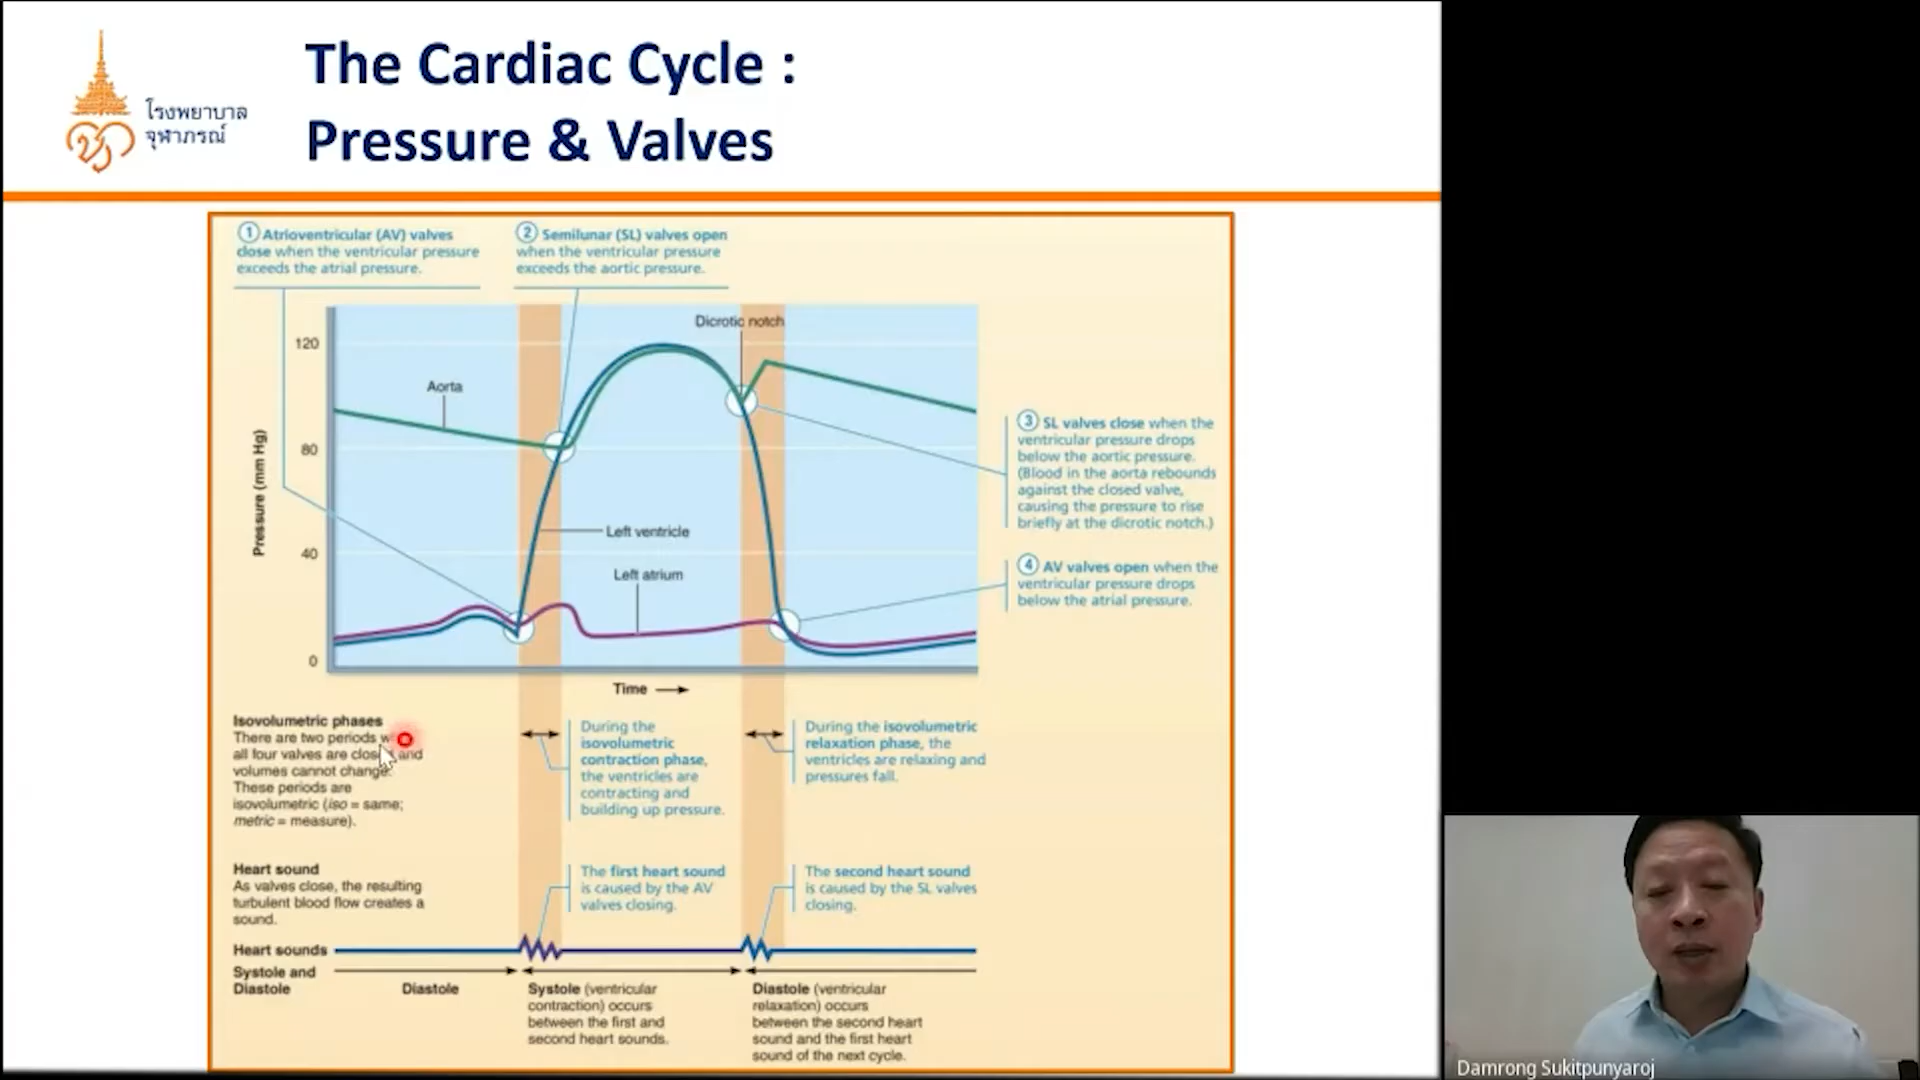 The Cardiac Cycle :
Pressure & Valves
โรงพยาบาล
จุฬาภรณ์
1 Atrioventricular (AV) valves
close when the ventricular pressure
exceeds the atrial pressure.
2 Semilunar (SL) valves open
when the ventricular pressure
exceeds the aortic pressure.
Dicrotic notch
120
Aorta
80
Pressure (mm Hg)
Left ventricle
40
Left atrium
0
Time
3 SL valves close when the
ventricular pressure drops
below the aortic pressure.
(Blood in the aorta rebounds
against the closed valve,
causing the pressure to rise
briefly at the dicrotic notch.)
4 AV valves open when the
ventricular pressure drops
below the atrial pressure.
Isovolumetric phases
There are two periods
all four valves are closed and
volumes cannot change.
These periods are
isovolumetric (iso = same;
metric = measure).
During the
isovolumetric
contraction phase,
the ventricles are
contracting and
building up pressure.
During the isovolumetric
relaxation phase, the
ventricles are relaxing and
pressures fall.
Heart sound
As valves close, the resulting
turbulent blood flow creates a
sound.
The first heart sound
is caused by the AV
valves closing.
The second heart sound
is caused by the SL valves
closing.
Heart sounds
Systole and
Diastole
Diastole
Systole (ventricular
contraction) occurs
between the first and
second heart sounds.
Diastole (ventricular
relaxation) occurs
between the second heart
sound and the first heart
sound of the next cycle.
Damrong Sukitpunyaroj